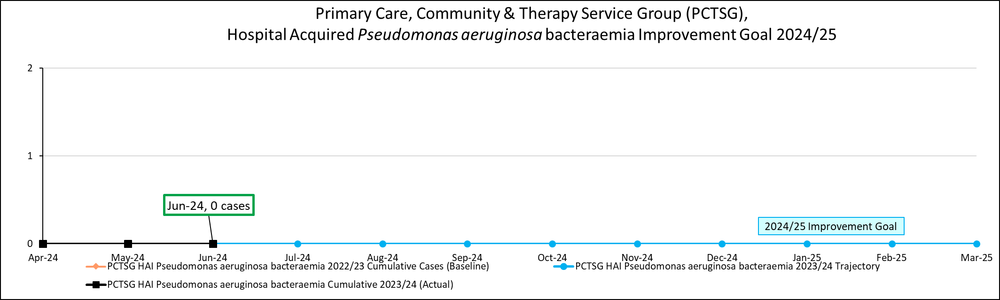 Primary Care, Community & Therapy Service Group (PCTSG),
Hospital Acquired Pseudomonas aeruginosa bacteraemia Improvement Goal 2024/25
2
1
Jun-24, 0 cases
2024/25 Improvement Goal
0
Apr-24 May-24 Jun-24 Jul-24 Aug-24 Sep-24 Oct-24 Nov-24 Dec-24 Jan-25 Feb-25 Mar-25
PCTSG HAI Pseudomonas aeruginosa bacteraemia 2022/23 Cumulative Cases (Baseline)
PCTSG HAI Pseudomonas aeruginosa bacteraemia 2023/24 Trajectory
PCTSG HAI Pseudomonas aeruginosa bacteraemia Cumulative 2023/24 (Actual)